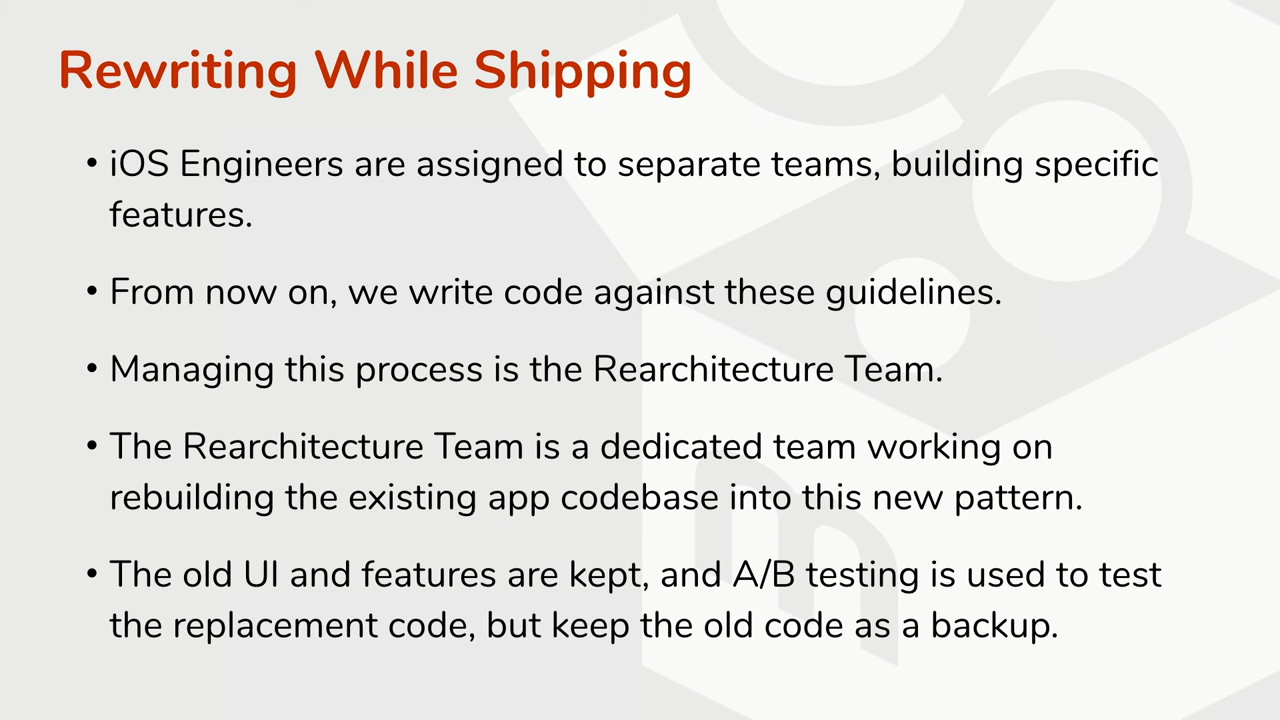 Rewriting While Shipping
• iOS Engineers are assigned to separate teams, building specific
features.
• From now on, we write code against these guidelines.
• Managing this process is the Rearchitecture Team.
• The Rearchitecture Team is a dedicated team working on
rebuilding the existing app codebase into this new pattern.
• The old UI and features are kept, and A/B testing is used to test
the replacement code, but keep the old code as a backup.